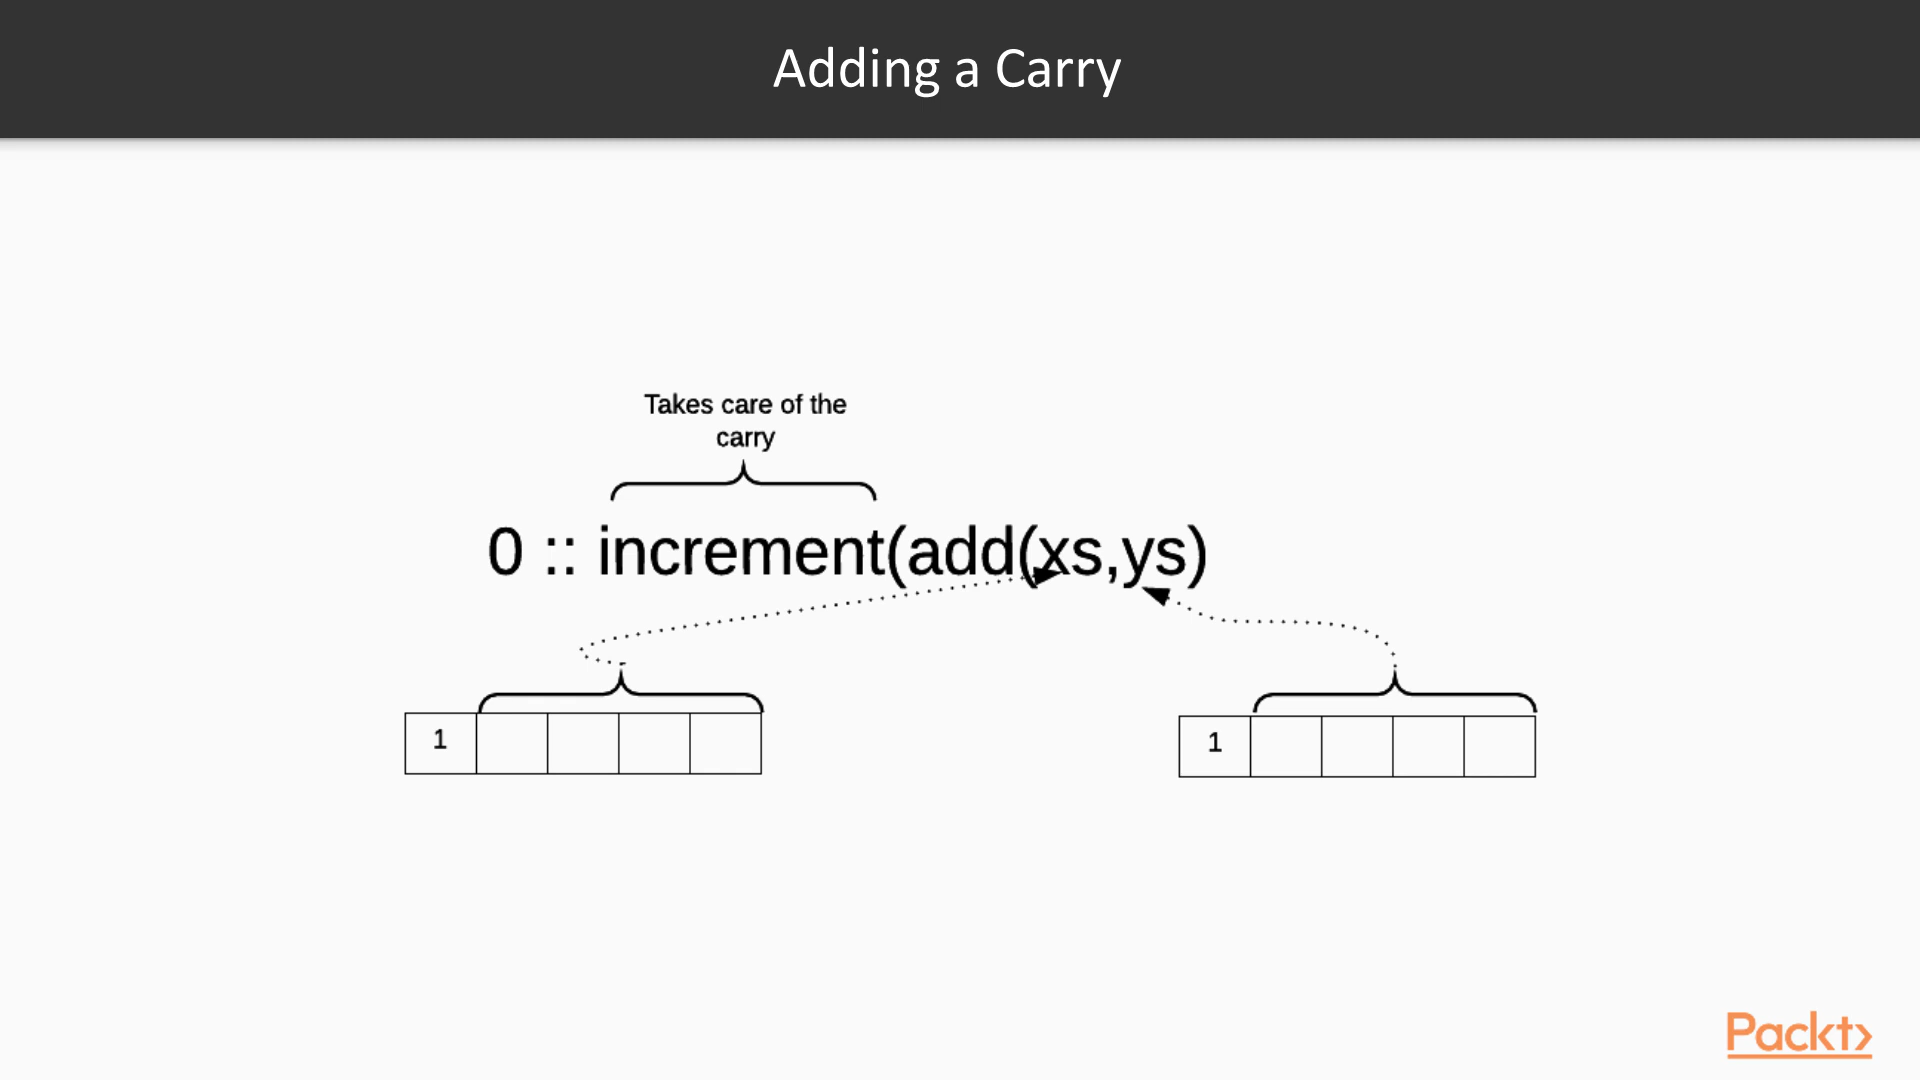 Adding a Carry
Takes care of the
carry
0 :: increment(add(xs,ys)
1
1
Packt>